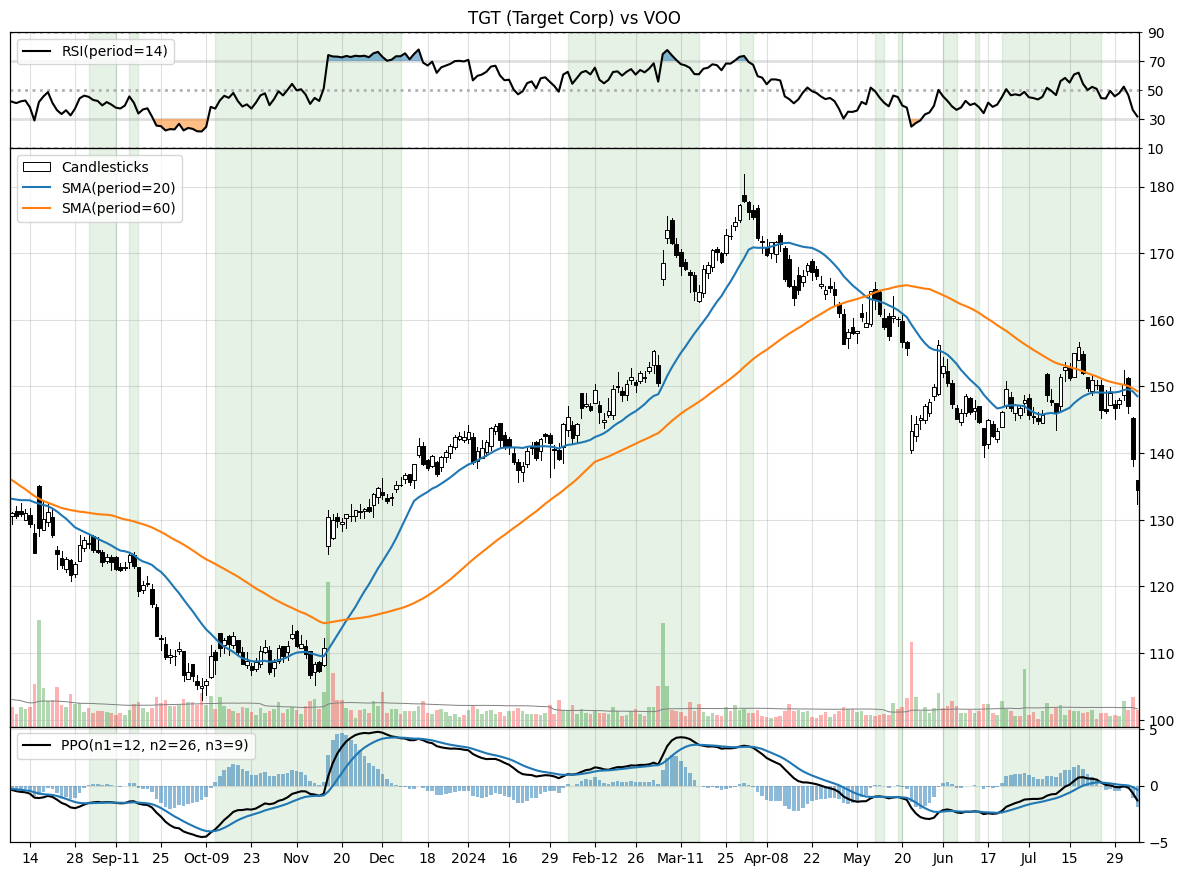 TGT (Target Corp) vs VOO
RSI(period=14)
90
70
50
30
10
Candlesticks
SMA(period=20)
SMA(period=60)
180
170
160
150
140
130
120
110
100
PPO(n1=12, n2=26, n3=9)
5
0
−5
14 28 Sep-11 25 Oct-09 23 Nov 20 Dec 18 2024 16 29 Feb-12 26 Mar-11 25 Apr-08 22 May 20 Jun 17 Jul 15 29